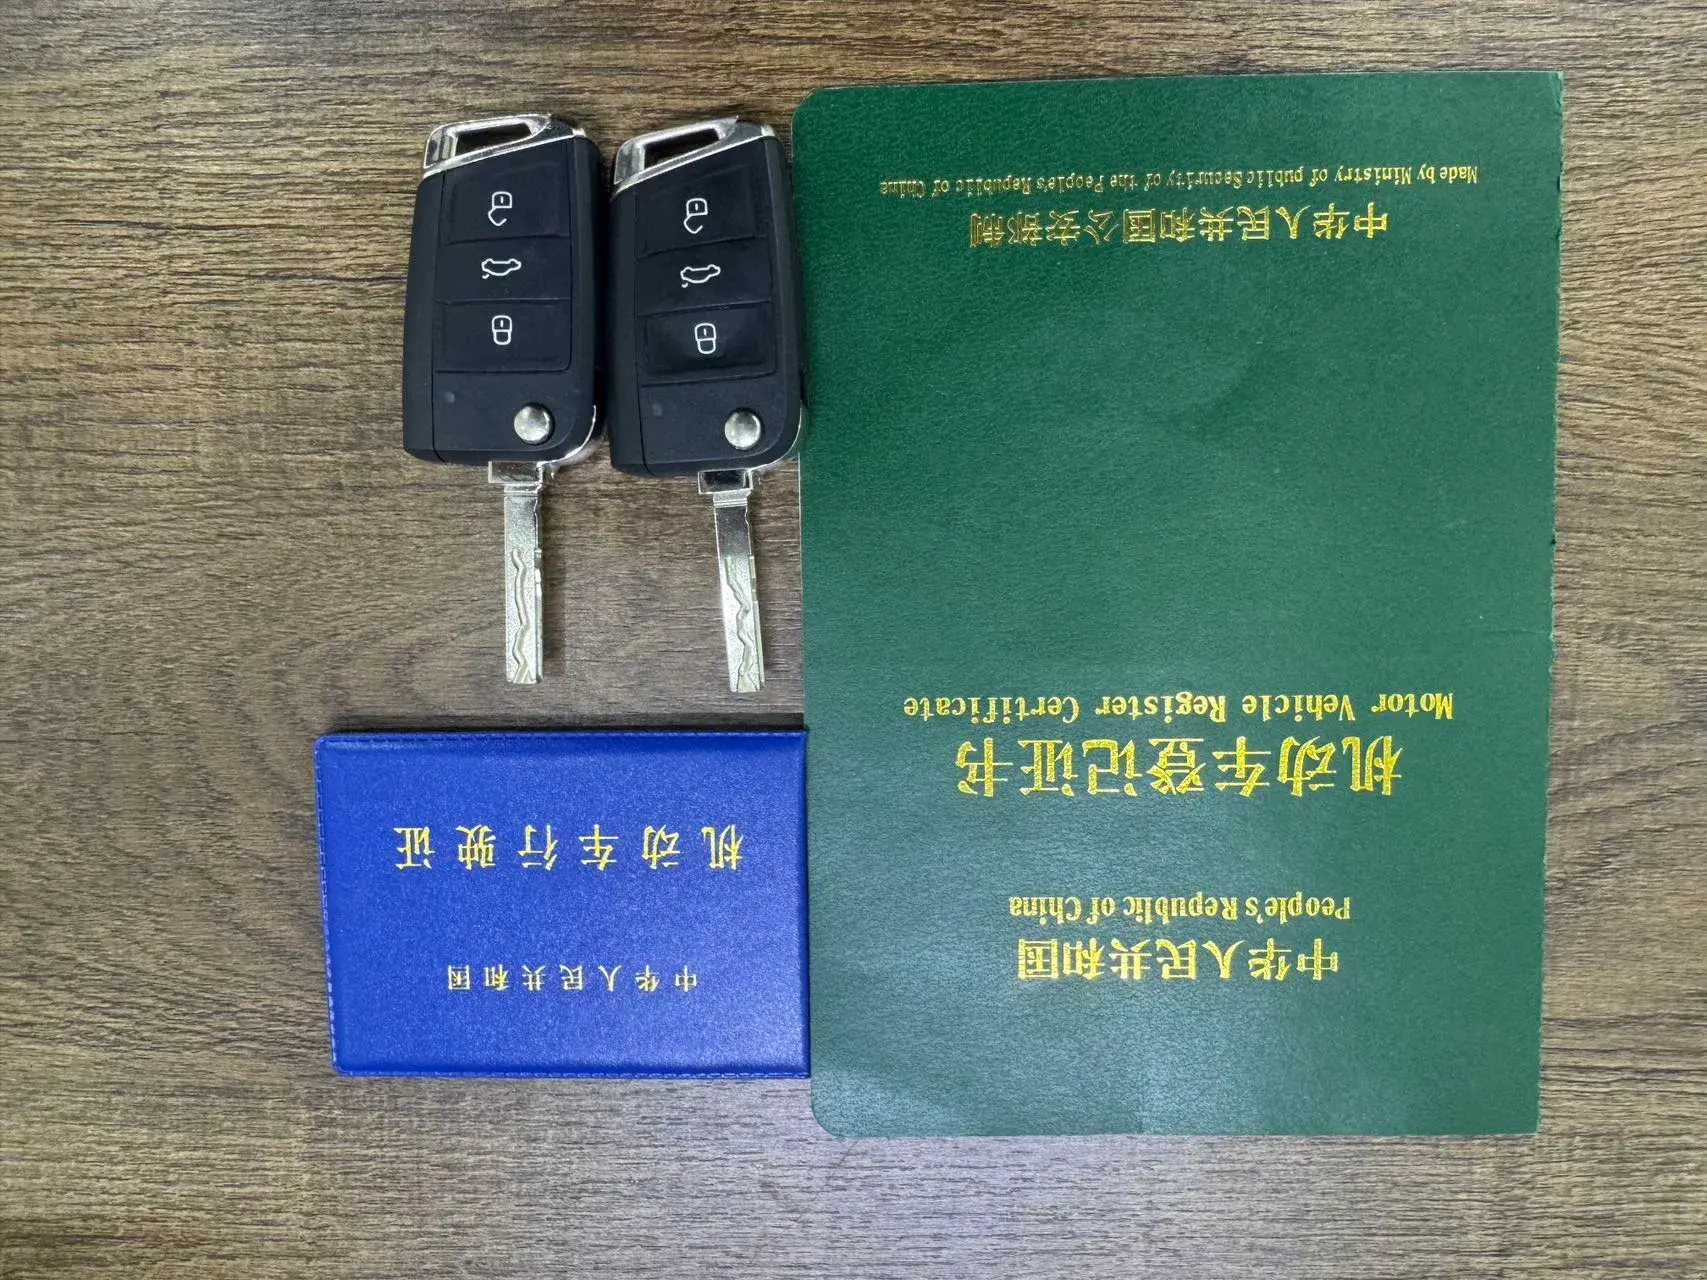 中华人民共和国
People's Republic of China
机动车登记证书
Motor Vehicle Register Certificate
中华人民共和国公安部制
Made by Ministry of public Security of the People's Republic of China
中华人民共和国
机动车行驶证